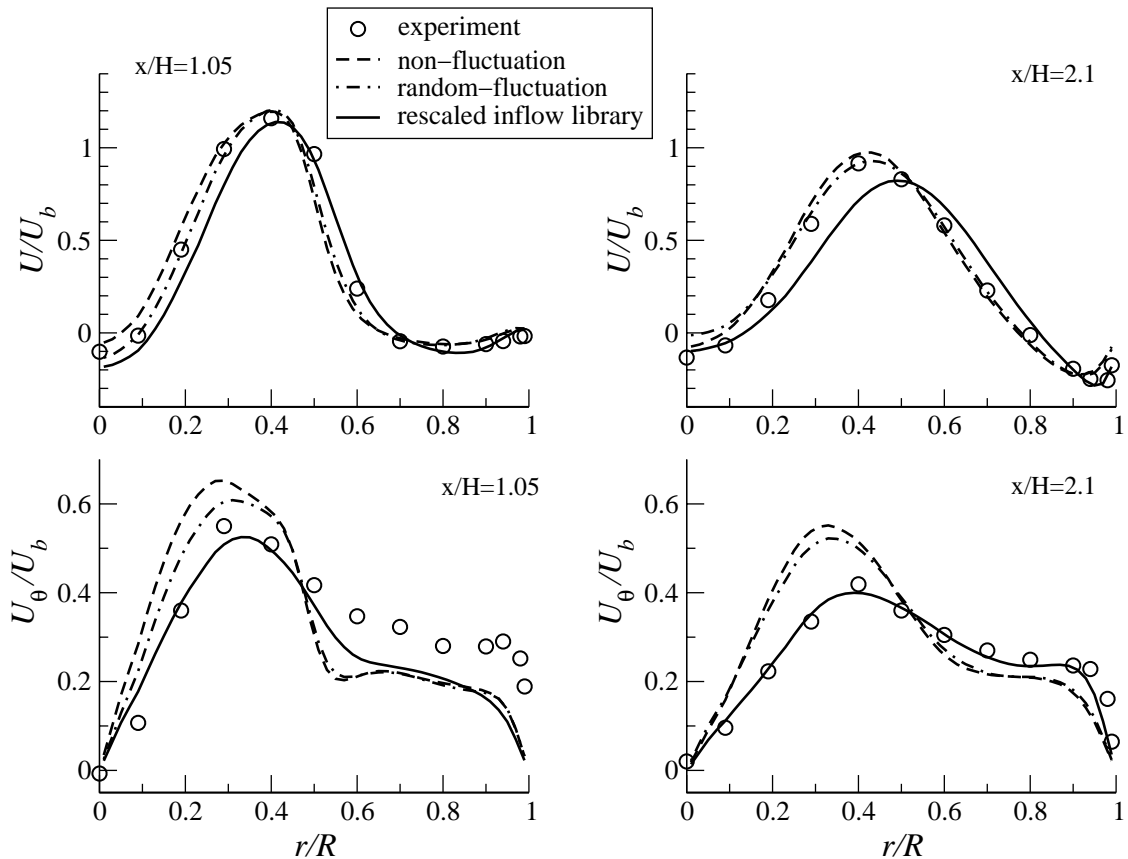 experiment
non−fluctuation
random−fluctuation
rescaled inflow library
x/H=1.05
1
0.5
0
U/U_b
0 0.2 0.4 0.6 0.8 1
x/H=2.1
1
0.5
0
U/U_b
0 0.2 0.4 0.6 0.8 1
x/H=1.05
0.6
0.4
0.2
0
U_θ/U_b
0 0.2 0.4 0.6 0.8 1
r/R
x/H=2.1
0.6
0.4
0.2
0
U_θ/U_b
0 0.2 0.4 0.6 0.8 1
r/R